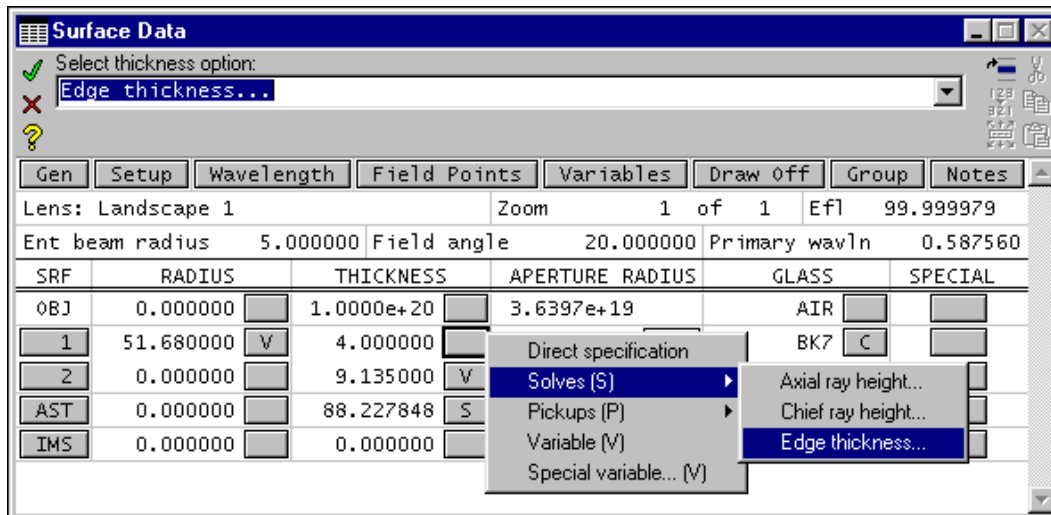 Surface Data
Select thickness option:
Edge thickness...
Gen Setup Wavelength Field Points Variables Draw Off Group Notes
Lens: Landscape 1 Zoom 1 of 1 Efl 99.999979
Ent beam radius 5.000000 Field angle 20.000000 Primary wavln 0.587560
SRF RADIUS THICKNESS APERTURE RADIUS GLASS SPECIAL
OBJ 0.000000 1.0000e+20 3.6397e+19 AIR
1 51.680000 V 4.000000 BK7 C
Direct specification
2 0.000000 9.135000 V
Solves (S) Axial ray height...
AST 0.000000 88.227848 S
Pickups (P) Chief ray height...
IMS 0.000000 0.000000
Variable (V) Edge thickness...
Special variable... (V)